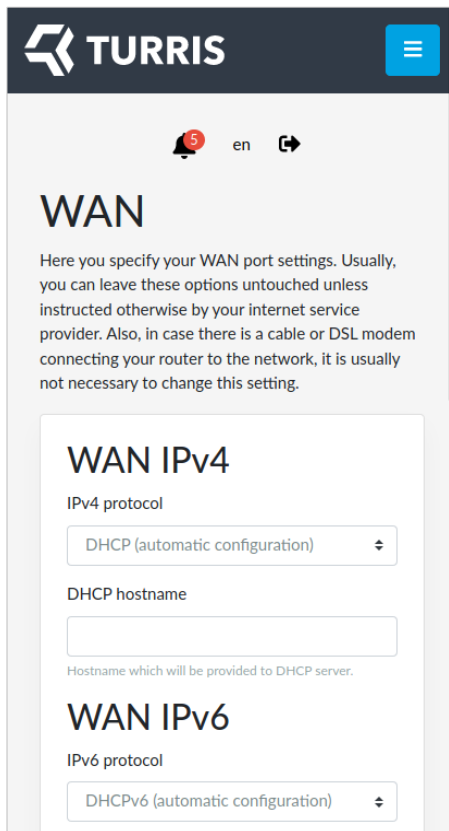 TURRIS
5
en
WAN
Here you specify your WAN port settings. Usually,
you can leave these options untouched unless
instructed otherwise by your internet service
provider. Also, in case there is a cable or DSL modem
connecting your router to the network, it is usually
not necessary to change this setting.
WAN IPv4
IPv4 protocol
DHCP (automatic configuration)
DHCP hostname
Hostname which will be provided to DHCP server.
WAN IPv6
IPv6 protocol
DHCPv6 (automatic configuration)